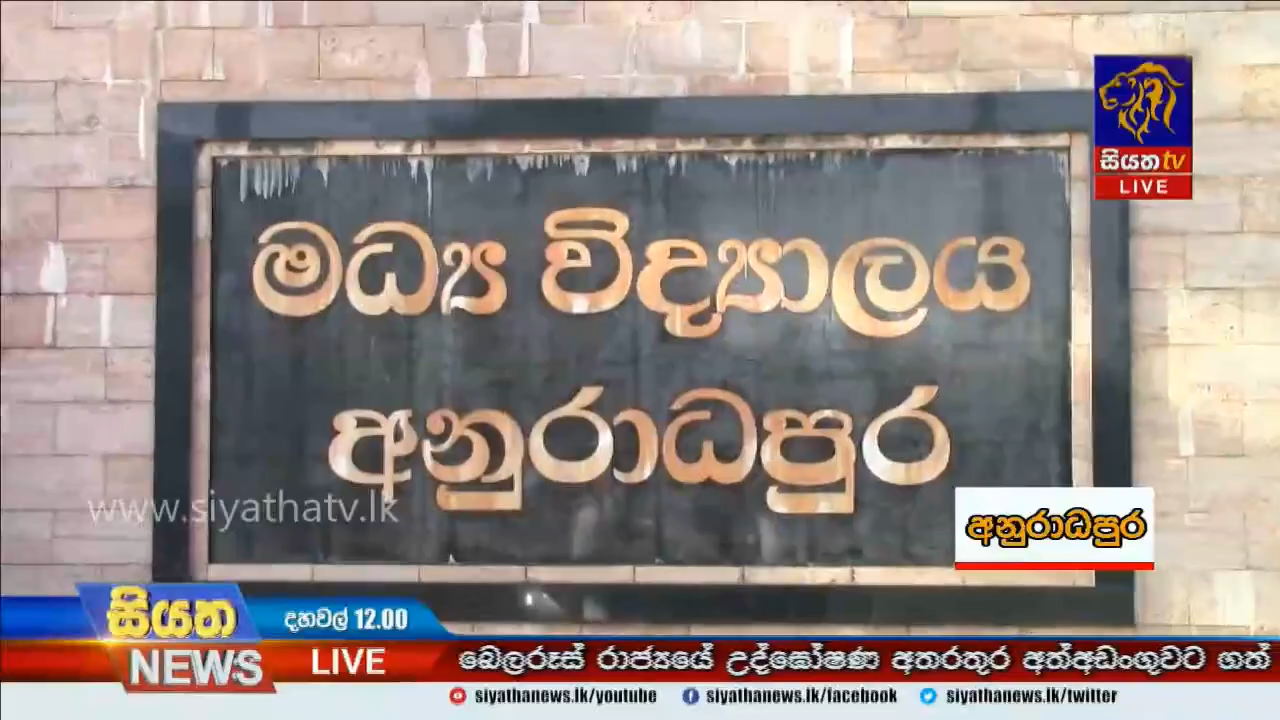 සියත tv
LIVE
මධ්‍ය විද්‍යාලය
අනුරාධපුර
www.siyathatv.lk
අනුරාධපුර
සියත
NEWS
දහවල් 12.00
LIVE
බෙලරූස් රාජ්‍යයේ උද්ඝෝෂණ අතරතුර අත්අඩංගුවට ගත්
siyathanews.lk/youtube siyathanews.lk/facebook siyathanews.lk/twitter